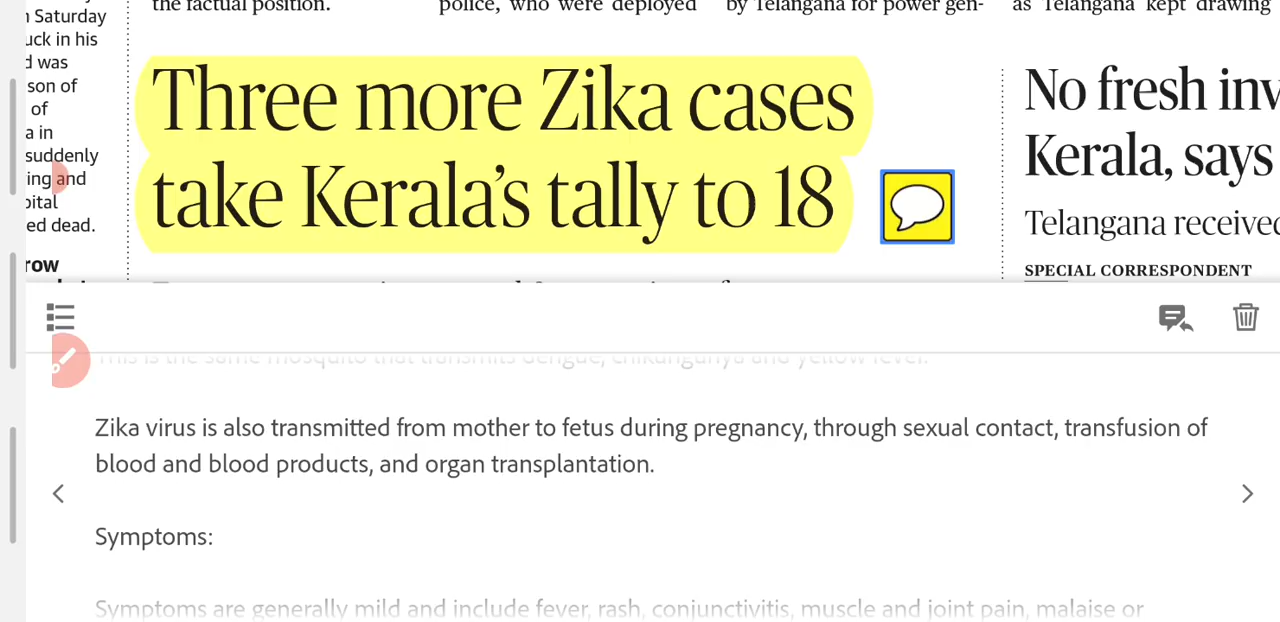 the factual position.
police, who were deployed
by Telangana for power gen-
as Telangana kept drawing
Saturday
uck in his
d was
son of
of
a in
suddenly
ing and
pital
ed dead.
row
Three more Zika cases
take Kerala’s tally to 18
No fresh inv
Kerala, says
Telangana received
SPECIAL CORRESPONDENT
This is the same mosquito that transmits dengue, chikungunya and yellow fever.
Zika virus is also transmitted from mother to fetus during pregnancy, through sexual contact, transfusion of
blood and blood products, and organ transplantation.
Symptoms:
Symptoms are generally mild and include fever, rash, conjunctivitis, muscle and joint pain, malaise or